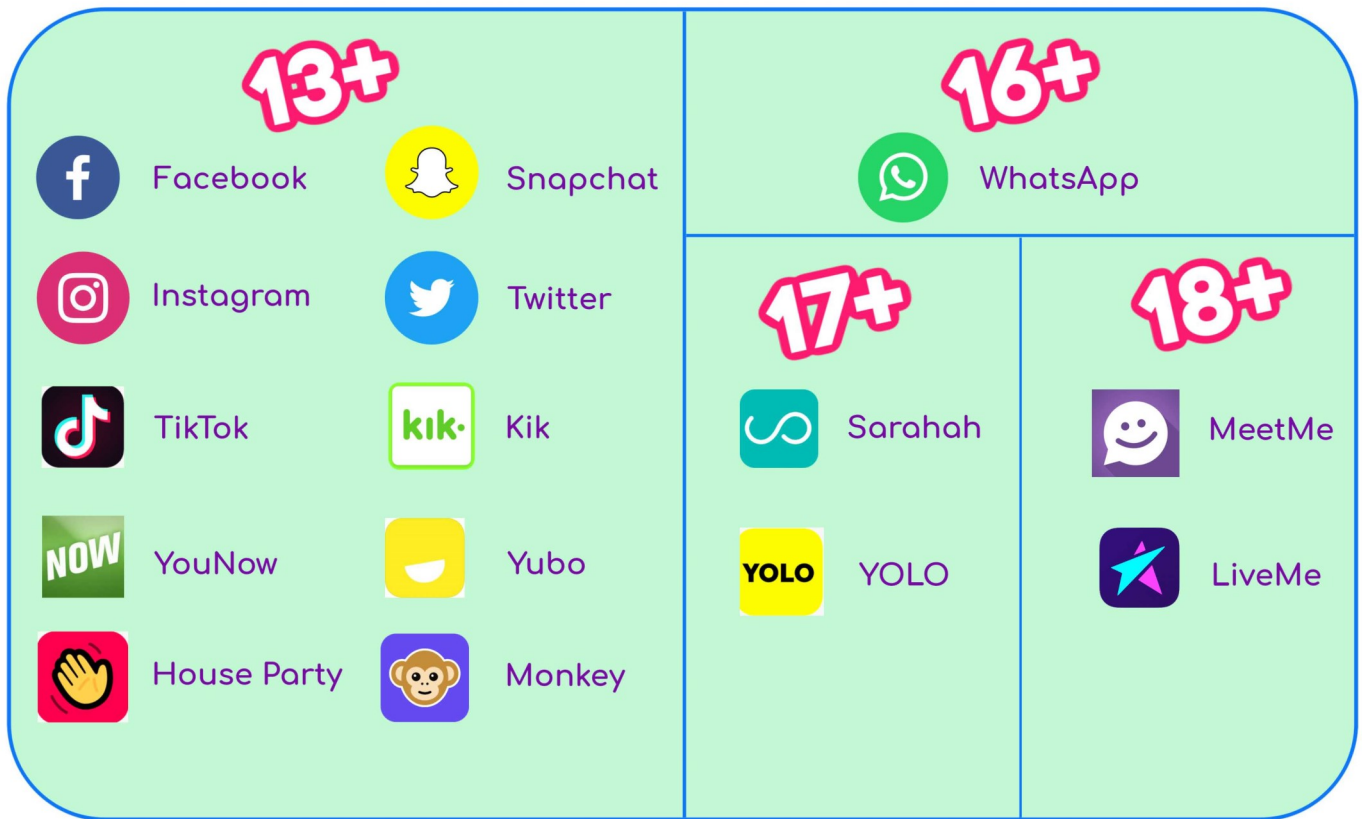 13+
Facebook
Snapchat
Instagram
Twitter
TikTok
kik.
Kik
NOW
YouNow
Yubo
House Party
Monkey
16+
WhatsApp
17+
Sarahah
YOLO
YOLO
18+
MeetMe
LiveMe